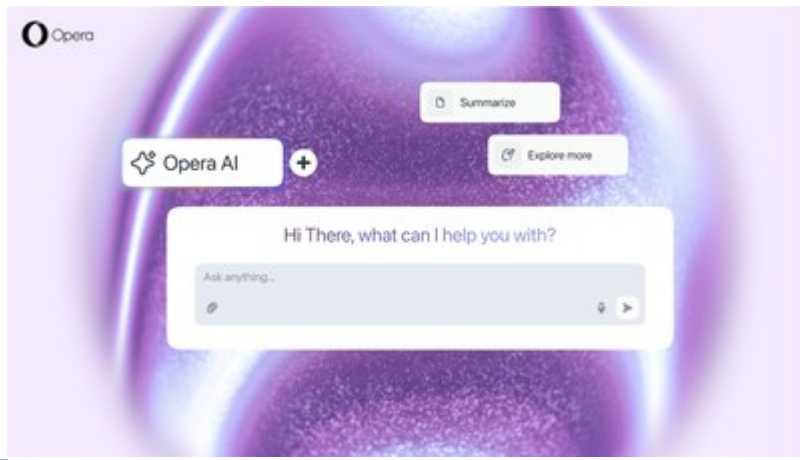 Opera
Summarize
Explore more
Opera AI
Hi There, what can I help you with?
Ask anything...